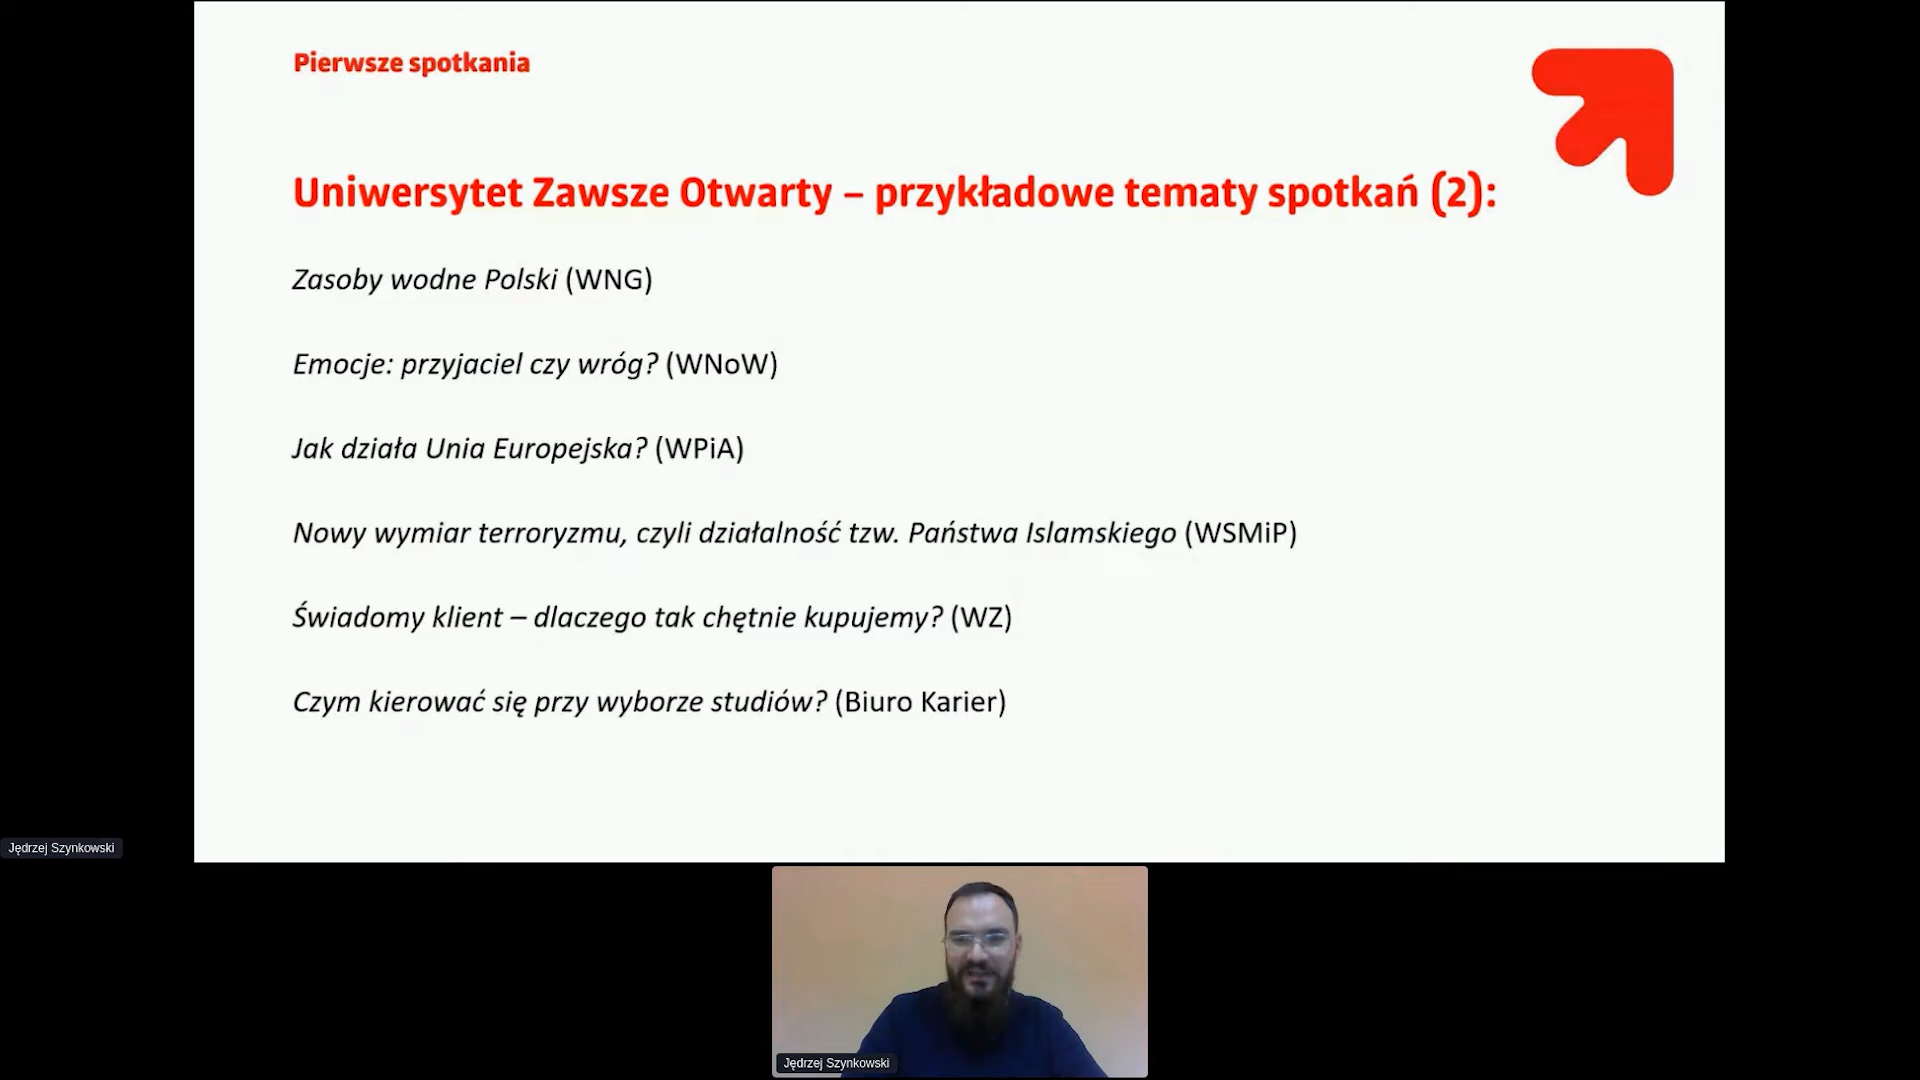 Pierwsze spotkania
Uniwersytet Zawsze Otwarty – przykładowe tematy spotkań (2):
Zasoby wodne Polski (WNG)
Emocje: przyjaciel czy wróg? (WNoW)
Jak działa Unia Europejska? (WPiA)
Nowy wymiar terroryzmu, czyli działalność tzw. Państwa Islamskiego (WSMiP)
Świadomy klient – dlaczego tak chętnie kupujemy? (WZ)
Czym kierować się przy wyborze studiów? (Biuro Karier)
Jędrzej Szynkowski
Jędrzej Szynkowski